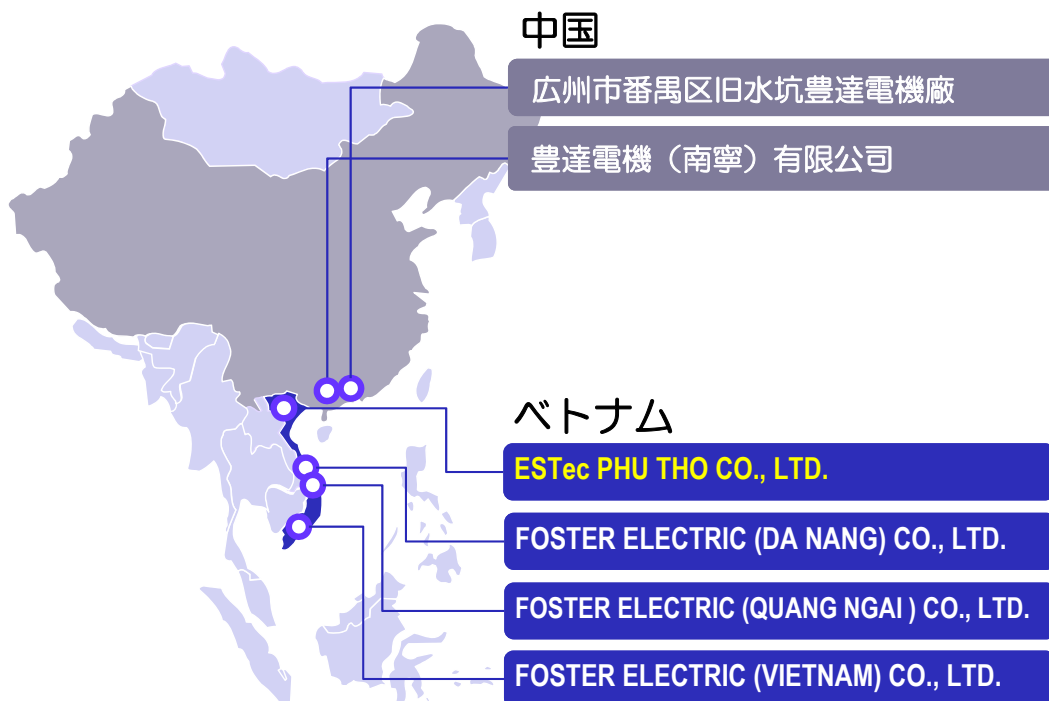 中国
広州市番禺区旧水坑豊達電機廠
豊達電機（南寧）有限公司
ベトナム
ESTec PHU THO CO., LTD.
FOSTER ELECTRIC (DA NANG) CO., LTD.
FOSTER ELECTRIC (QUANG NGAI ) CO., LTD.
FOSTER ELECTRIC (VIETNAM) CO., LTD.